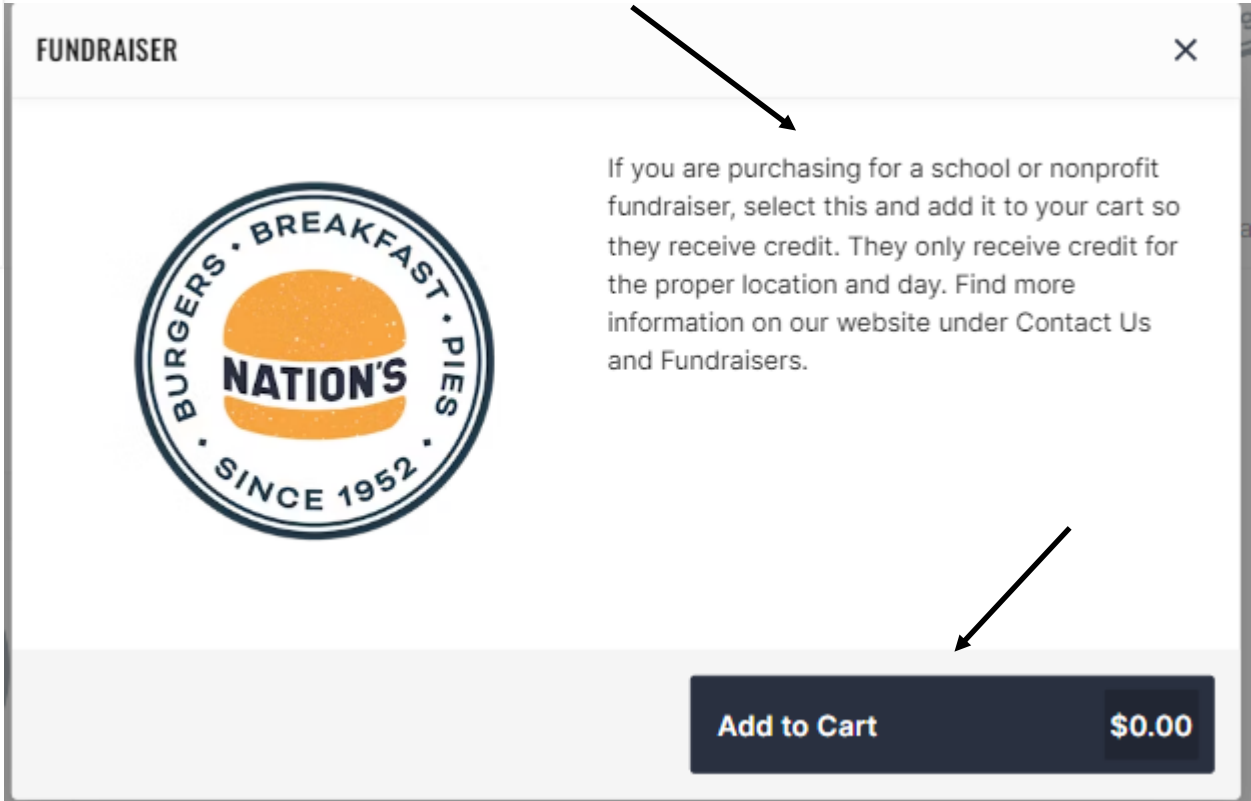 FUNDRAISER
If you are purchasing for a school or nonprofit
fundraiser, select this and add it to your cart so
they receive credit. They only receive credit for
the proper location and day. Find more
information on our website under Contact Us
and Fundraisers.
BURGERS · BREAKFAST · PIES
NATION'S
· SINCE 1952 ·
Add to Cart $0.00